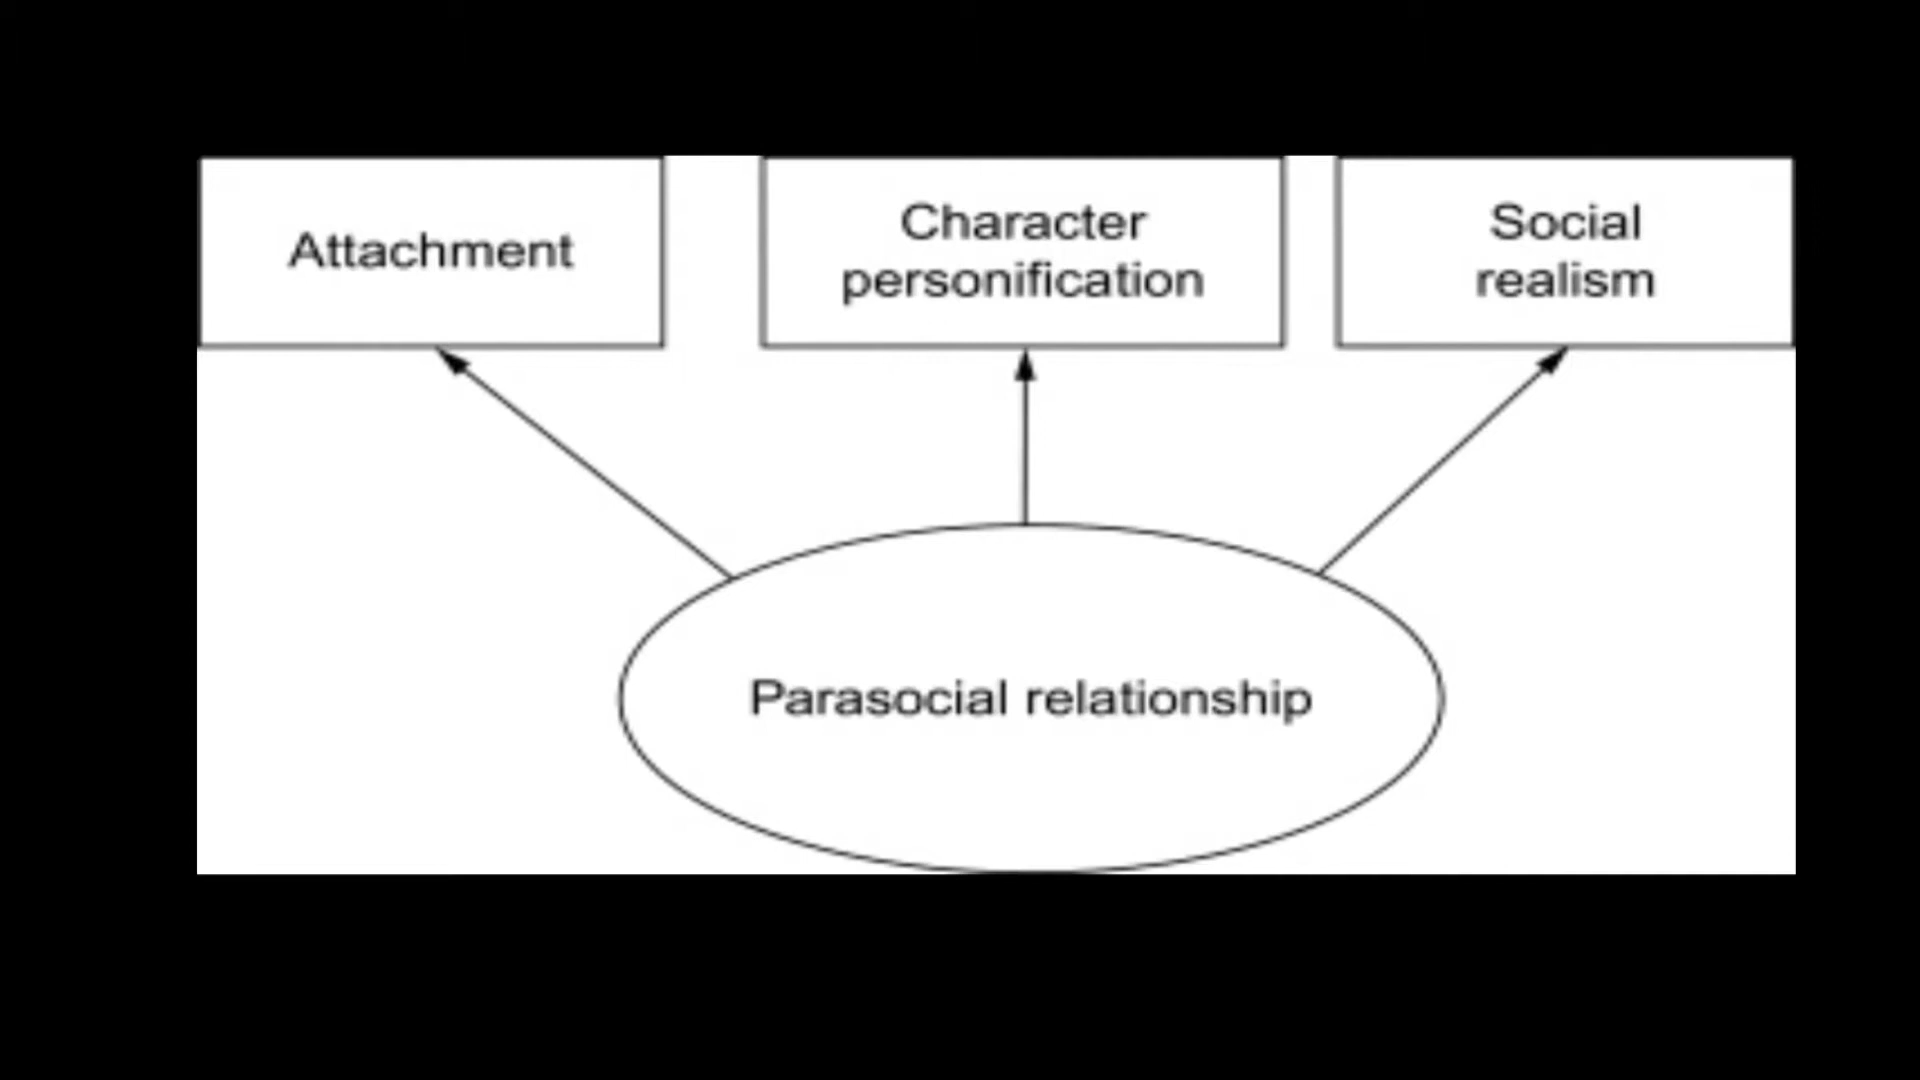 Attachment
Character
personification
Social
realism
Parasocial relationship